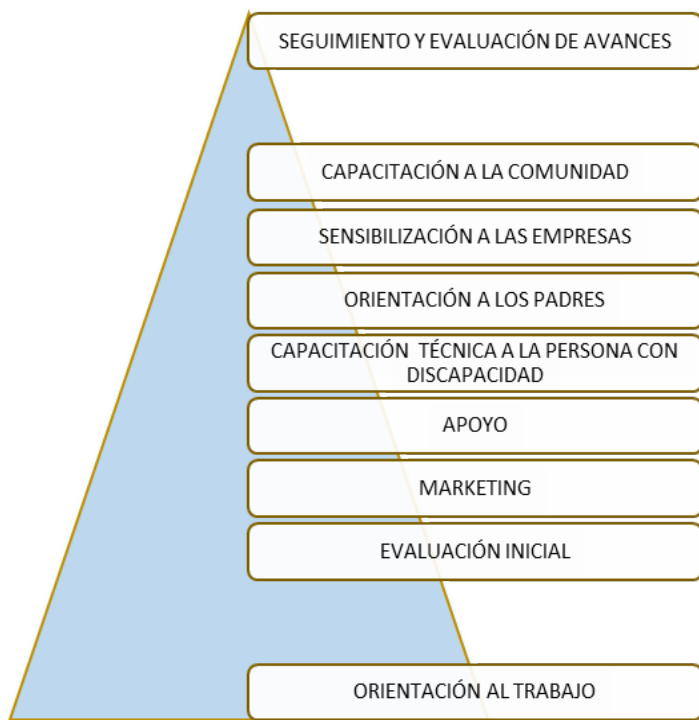 SEGUIMIENTO Y EVALUACIÓN DE AVANCES
CAPACITACIÓN A LA COMUNIDAD
SENSIBILIZACIÓN A LAS EMPRESAS
ORIENTACIÓN A LOS PADRES
CAPACITACIÓN TÉCNICA A LA PERSONA CON
DISCAPACIDAD
APOYO
MARKETING
EVALUACIÓN INICIAL
ORIENTACIÓN AL TRABAJO